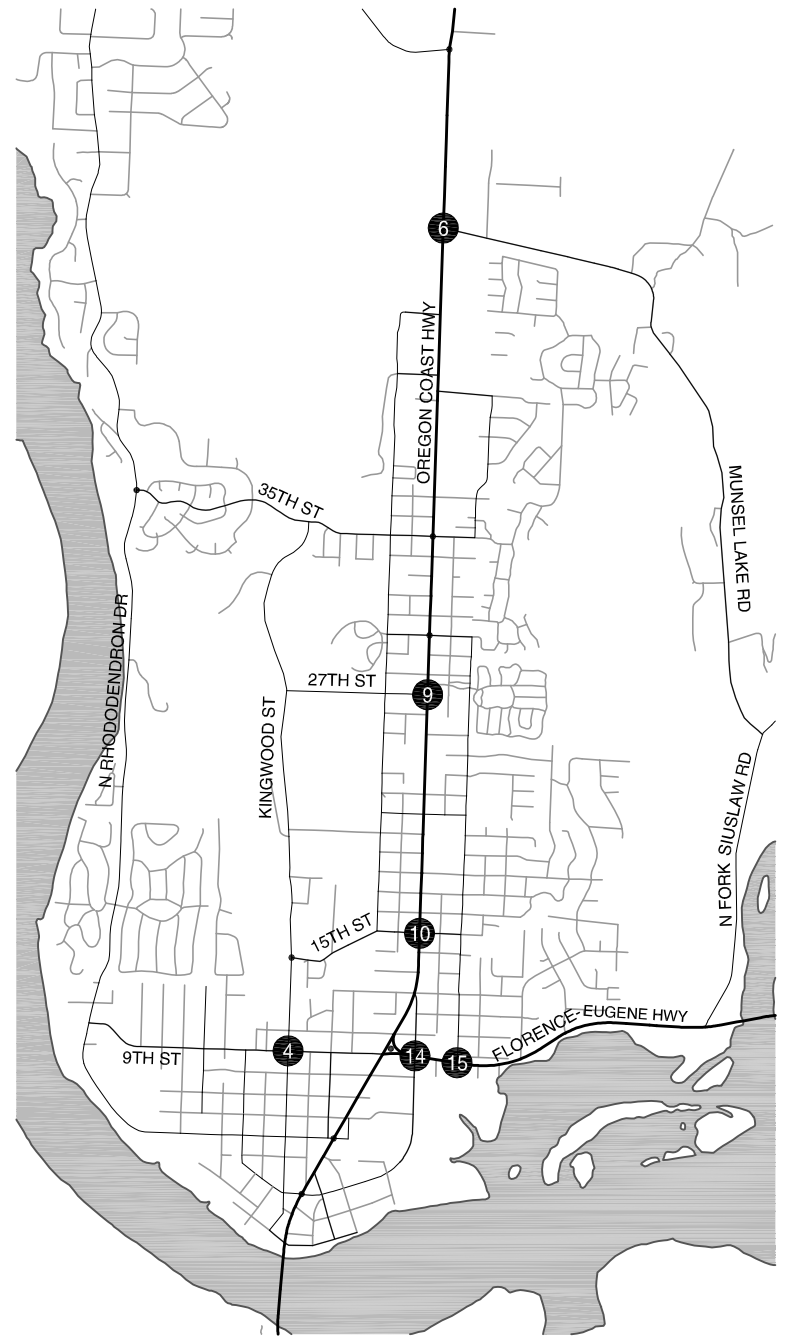 6
OREGON COAST HWY
35TH ST
MUNSEL LAKE RD
N RHODODENDRON DR
27TH ST
9
KINGWOOD ST
N FORK SIUSLAW RD
15TH ST
10
FLORENCE-EUGENE HWY
9TH ST
4
14
15